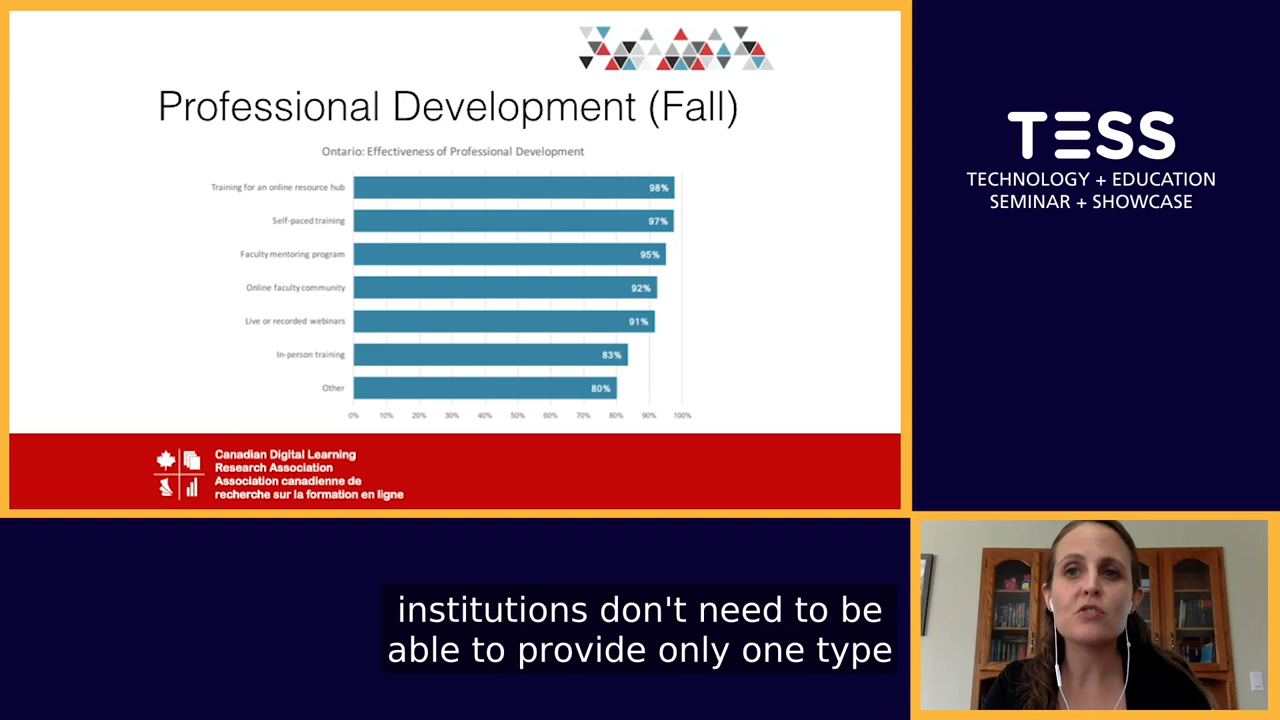 Professional Development (Fall)
Ontario: Effectiveness of Professional Development
Training for an online resource hub 98%
Self-paced training 97%
Faculty mentoring program 95%
Online faculty community 92%
Live or recorded webinars 91%
In-person training 83%
Other 80%
0% 10% 20% 30% 40% 50% 60% 70% 80% 90% 100%
Canadian Digital Learning
Research Association
Association canadienne de
recherche sur la formation en ligne
TESS
TECHNOLOGY + EDUCATION
SEMINAR + SHOWCASE
institutions don't need to be
able to provide only one type